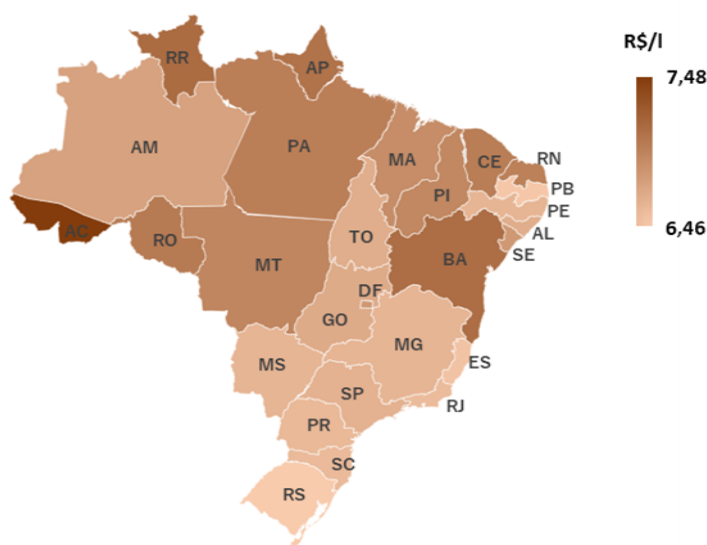 R$/l
7,48
6,46
RR
AP
AM
PA
MA
CE
RN
PB
PI
PE
AC
RO
TO
AL
SE
MT
BA
DF
GO
MG
MS
ES
SP
RJ
PR
SC
RS